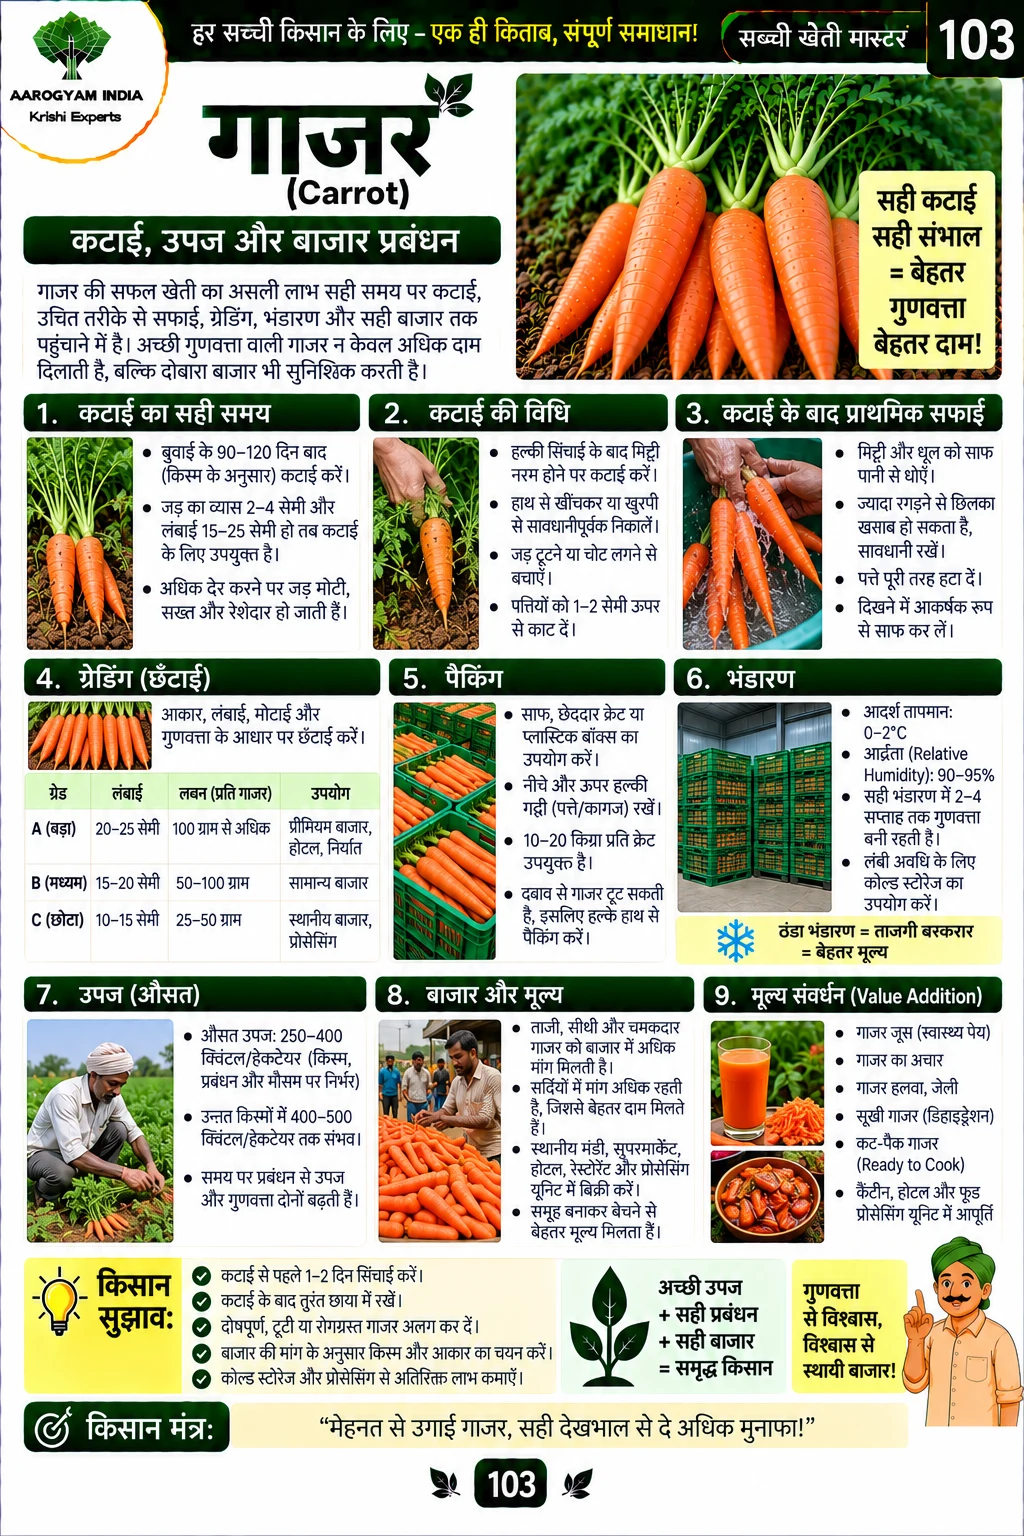 AAROGYAM INDIA
Krishi Experts
हर सच्ची किसान के लिए – एक ही किताब, संपूर्ण समाधान!
सब्ची खेती मास्टर
103
गाजर
(Carrot)
कटाई, उपज और बाजार प्रबंधन
गाजर की सफल खेती का असली लाभ सही समय पर कटाई,
उचित तरीके से सफाई, ग्रेडिंग, भंडारण और सही बाजार तक
पहुंचाने में है। अच्छी गुणवत्ता वाली गाजर न केवल अधिक दाम
दिलाती है, बल्कि दोबारा बाजार भी सुनिश्चित करती है।
सही कटाई
सही संभाल
= बेहतर
गुणवत्ता
बेहतर दाम!
1. कटाई का सही समय
• बुवाई के 90–120 दिन बाद
(किस्म के अनुसार) कटाई करें।
• जड़ का व्यास 2–4 सेमी और
लंबाई 15–25 सेमी हो तब कटाई
के लिए उपयुक्त है।
• अधिक देर करने पर जड़ मोटी,
सख्त और रेशेदार हो जाती हैं।
2. कटाई की विधि
• हल्की सिंचाई के बाद मिट्टी
नरम होने पर कटाई करें।
• हाथ से खींचकर या खुरपी
से सावधानीपूर्वक निकालें।
• जड़ टूटने या चोट लगने से
बचाएँ।
• पत्तियों को 1–2 सेमी ऊपर
से काट दें।
3. कटाई के बाद प्राथमिक सफाई
• मिट्टी और धूल को साफ
पानी से धोएँ।
• ज्यादा रगड़ने से छिलका
खसाब हो सकता है,
सावधानी रखें।
• पत्ते पूरी तरह हटा दें।
• दिखने में आकर्षक रूप
से साफ कर लें।
4. ग्रेडिंग (छँटाई)
आकार, लंबाई, मोटाई और
गुणवत्ता के आधार पर छँटाई करें।
ग्रेड लंबाई लबन (प्रति गाजर) उपयोग
A (बड़ा) 20–25 सेमी 100 ग्राम से अधिक प्रीमियम बाजार,
होटल, निर्यात
B (मध्यम) 15–20 सेमी 50–100 ग्राम सामान्य बाजार
C (छोटा) 10–15 सेमी 25–50 ग्राम स्थानीय बाजार,
प्रोसेसिंग
5. पैकिंग
• साफ, छेददार क्रेट या
प्लास्टिक बॉक्स का
उपयोग करें।
• नीचे और ऊपर हल्की
गद्दी (पत्ते/कागज) रखें।
• 10–20 किग्रा प्रति क्रेट
उपयुक्त है।
• दबाव से गाजर टूट सकती
है, इसलिए हल्के हाथ से
पैकिंग करें।
6. भंडारण
• आदर्श तापमान:
0–2°C
• आर्द्रता (Relative
Humidity): 90–95%
• सही भंडारण में 2–4
सप्ताह तक गुणवत्ता
बनी रहती है।
• लंबी अवधि के लिए
कोल्ड स्टोरेज का
उपयोग करें।
ठंडा भंडारण = ताजगी बरकरार
= बेहतर मूल्य
7. उपज (औसत)
• औसत उपज: 250–400
क्विंटल/हेकटेयर (किस्म,
प्रबंधन और मौसम पर निर्भर)
• उन्नत किस्मों में 400–500
क्विंटल/हेकटेयर तक संभव।
• समय पर प्रबंधन से उपज
और गुणवत्ता दोनों बढ़ती हैं।
8. बाजार और मूल्य
• ताजी, सीथी और चमकदार
गाजर को बाजार में अधिक
मांग मिलती है।
• सर्दियों में मांग अधिक रहती
है, जिससे बेहतर दाम मिलते
हैं।
• स्थानीय मंडी, सुपरमार्केट,
होटल, रेस्टोरेंट और प्रोसेसिंग
यूनिट में बिक्री करें।
• समूह बनाकर बेचने से
बेहतर मूल्य मिलता हैं।
9. मूल्य संवर्धन (Value Addition)
• गाजर जूस (स्वास्थ्य पेय)
• गाजर का अचार
• गाजर हलवा, जेली
• सूखी गाजर (डिहाइड्रेशन)
• कट-पैक गाजर
(Ready to Cook)
• कैंटीन, होटल और फूड
प्रोसेसिंग यूनिट में आपूर्ति
किसान
सुझाव:
कटाई से पहले 1–2 दिन सिंचाई करें।
कटाई के बाद तुरंत छाया में रखें।
दोषपूर्ण, टूटी या रोगग्रस्त गाजर अलग कर दें।
बाजार की मांग के अनुसार किस्म और आकार का चयन करें।
कोल्ड स्टोरेज और प्रोसेसिंग से अतिरिक्त लाभ कमाएँ।
अच्छी उपज
+ सही प्रबंधन
+ सही बाजार
= समृद्ध किसान
गुणवत्ता
से विश्वास,
विश्वास से
स्थायी बाजार!
किसान मंत्र:
“मेहनत से उगाई गाजर, सही देखभाल से दे अधिक मुनाफा!”
103